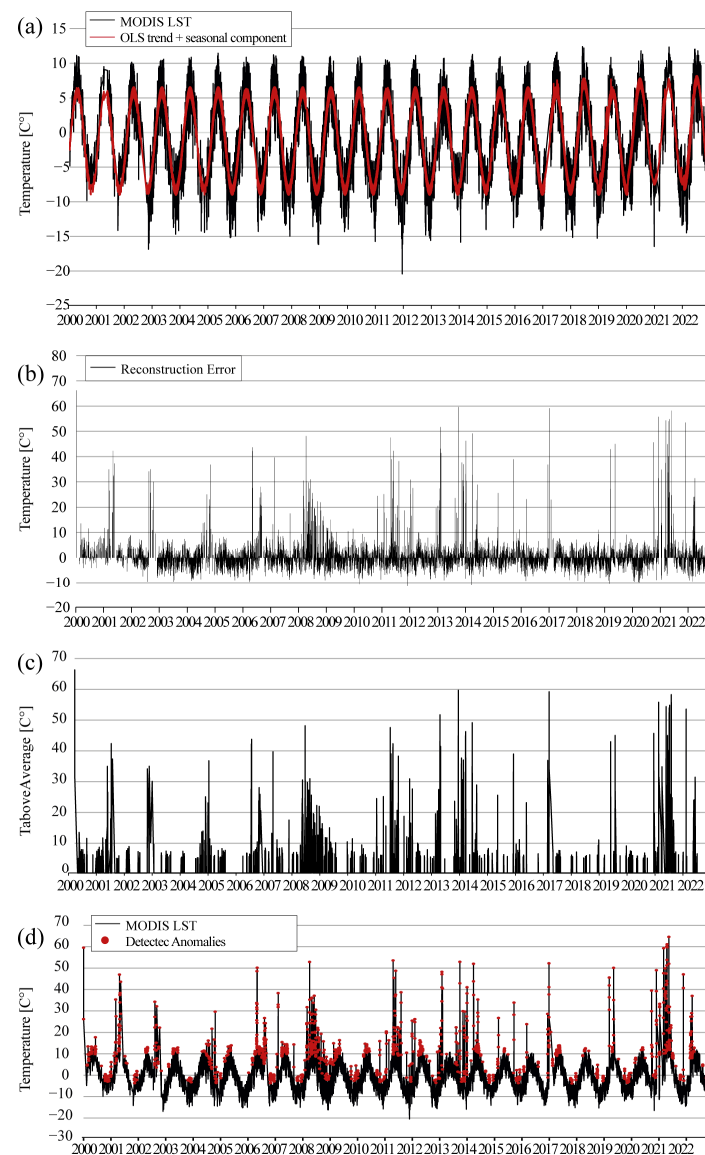 (a)
MODIS LST
OLS trend + seasonal component
Temperature [C°]
15
10
5
0
−5
−10
−15
−20
−25
2000 2001 2002 2003 2004 2005 2006 2007 2008 2009 2010 2011 2012 2013 2014 2015 2016 2017 2018 2019 2020 2021 2022
(b)
Reconstruction Error
Temperature [C°]
80
70
60
50
40
30
20
10
0
−10
−20
2000 2001 2002 2003 2004 2005 2006 2007 2008 2009 2010 2011 2012 2013 2014 2015 2016 2017 2018 2019 2020 2021 2022
(c)
TaboveAverage [C°]
70
60
50
40
30
20
10
0
2000 2001 2002 2003 2004 2005 2006 2007 2008 2009 2010 2011 2012 2013 2014 2015 2016 2017 2018 2019 2020 2021 2022
(d)
MODIS LST
Detectec Anomalies
Temperature [C°]
70
60
50
40
30
20
10
0
−10
−20
−30
2000 2001 2002 2003 2004 2005 2006 2007 2008 2009 2010 2011 2012 2013 2014 2015 2016 2017 2018 2019 2020 2021 2022